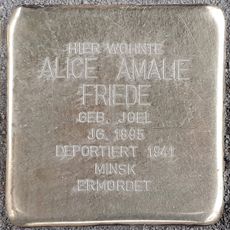 HIER WOHNTE
ALICE AMALIE
FRIEDE
GEB. JOEL
JG. 1895
DEPORTIERT 1941
MINSK
ERMORDET